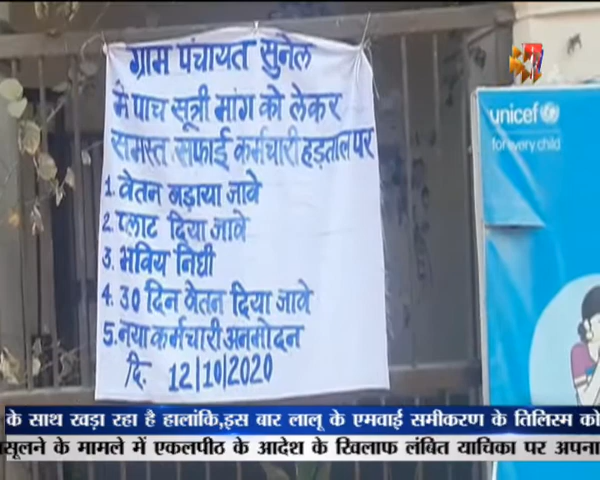 ग्राम पंचायत सुनेल
मे पाच सूत्री मांग को लेकर
समस्त सफाई कर्मचारी हड़ताल पर
1. वेतन बड़ाया जावे
2. प्लाट दिया जावे
3. भविय निधी
4. 30 दिन वेतन दिया जावे
5. नया कर्मचारी अनमोदन
दि. 12/10/2020
unicef
for every child
के साथ खड़ा रहा है हालांकि,इस बार लालू के एमवाई समीकरण के तिलिस्म को
सूलने के मामले में एकलपीठ के आदेश के खिलाफ लंबित याचिका पर अपना